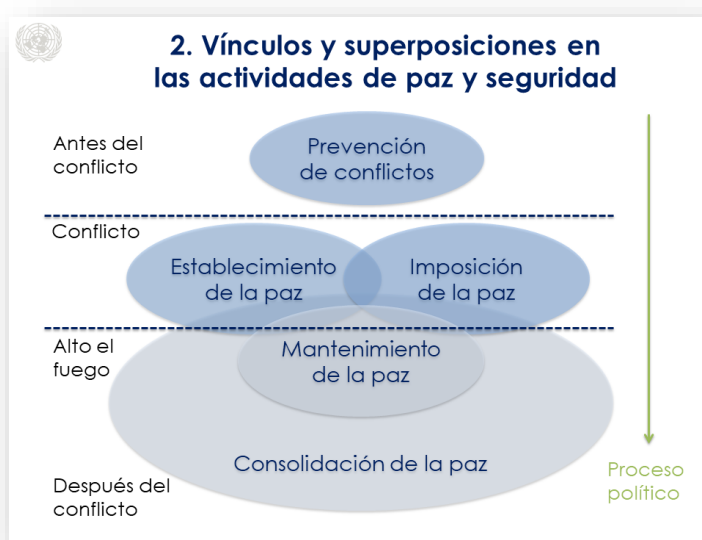 2. Vínculos y superposiciones en
las actividades de paz y seguridad
Antes del
conflicto
Prevención
de conflictos
Conflicto
Establecimiento
de la paz
Imposición
de la paz
Alto el
fuego
Mantenimiento
de la paz
Consolidación de la paz
Después del
conflicto
Proceso
político